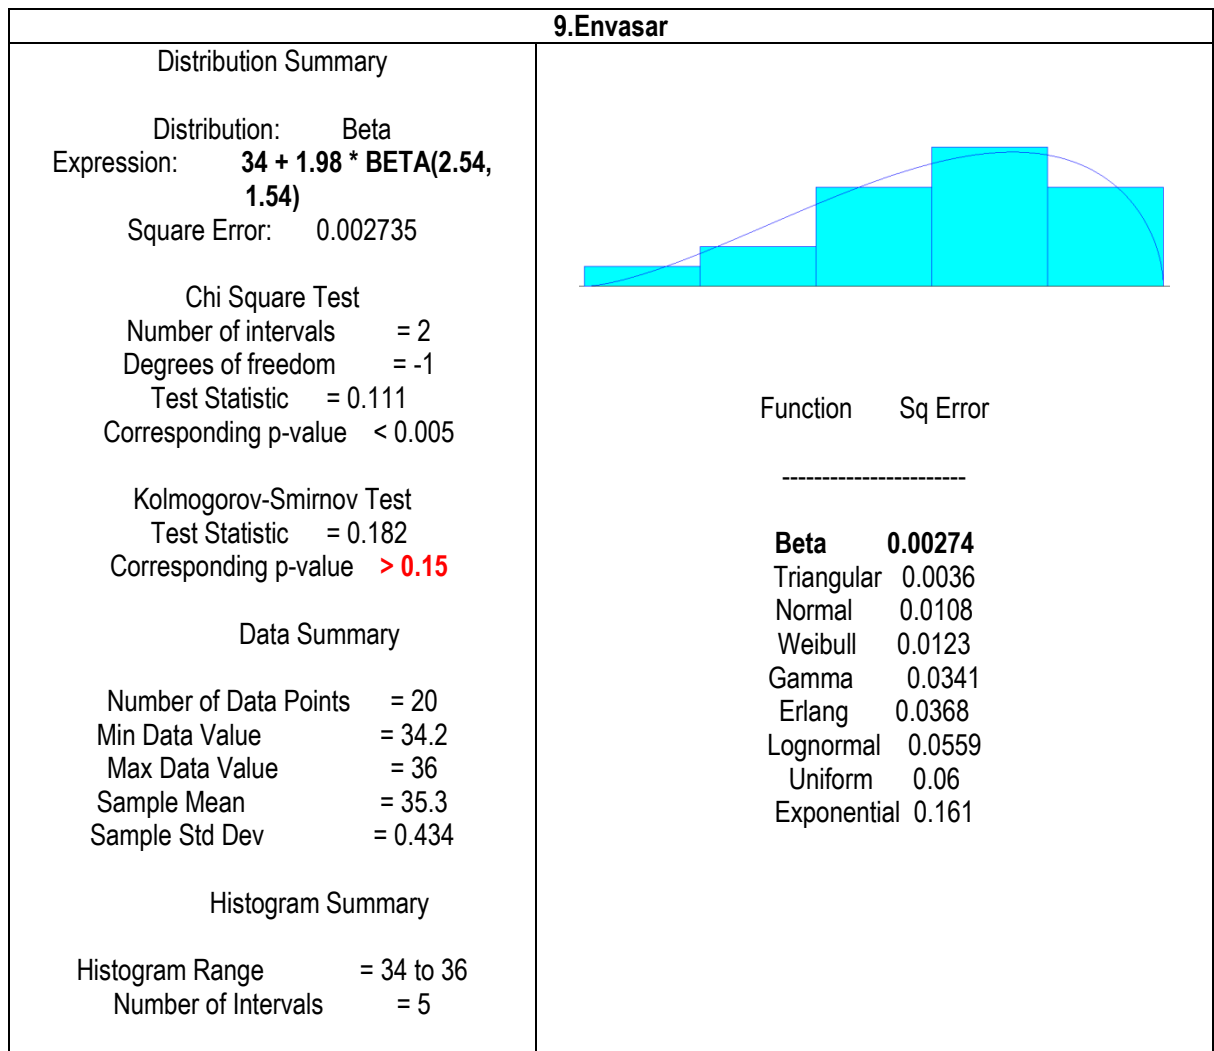 9.Envasar
Distribution Summary
Distribution: Beta
Expression: 34 + 1.98 * BETA(2.54,
1.54)
Square Error: 0.002735
Chi Square Test
Number of intervals = 2
Degrees of freedom = -1
Test Statistic = 0.111
Corresponding p-value < 0.005
Kolmogorov-Smirnov Test
Test Statistic = 0.182
Corresponding p-value > 0.15
Data Summary
Number of Data Points = 20
Min Data Value = 34.2
Max Data Value = 36
Sample Mean = 35.3
Sample Std Dev = 0.434
Histogram Summary
Histogram Range = 34 to 36
Number of Intervals = 5
Function Sq Error
-----------------------
Beta 0.00274
Triangular 0.0036
Normal 0.0108
Weibull 0.0123
Gamma 0.0341
Erlang 0.0368
Lognormal 0.0559
Uniform 0.06
Exponential 0.161